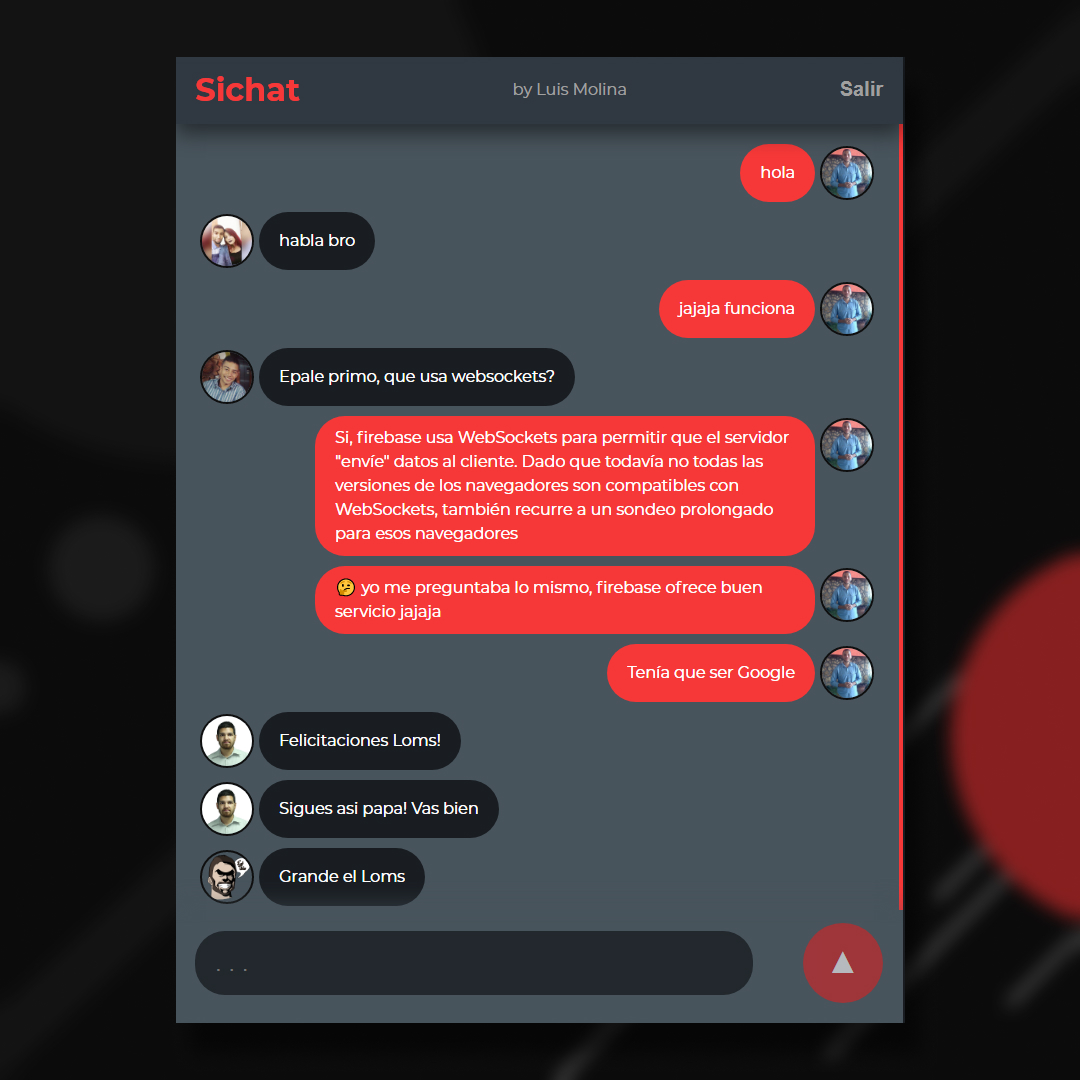 Sichat
by Luis Molina
Salir
hola
habla bro
jajaja funciona
Epale primo, que usa websockets?
Si, firebase usa WebSockets para permitir que el servidor
"envíe" datos al cliente. Dado que todavía no todas las
versiones de los navegadores son compatibles con
WebSockets, también recurre a un sondeo prolongado
para esos navegadores
🤔 yo me preguntaba lo mismo, firebase ofrece buen
servicio jajaja
Tenía que ser Google
Felicitaciones Loms!
Sigues asi papa! Vas bien
Grande el Loms
. . .